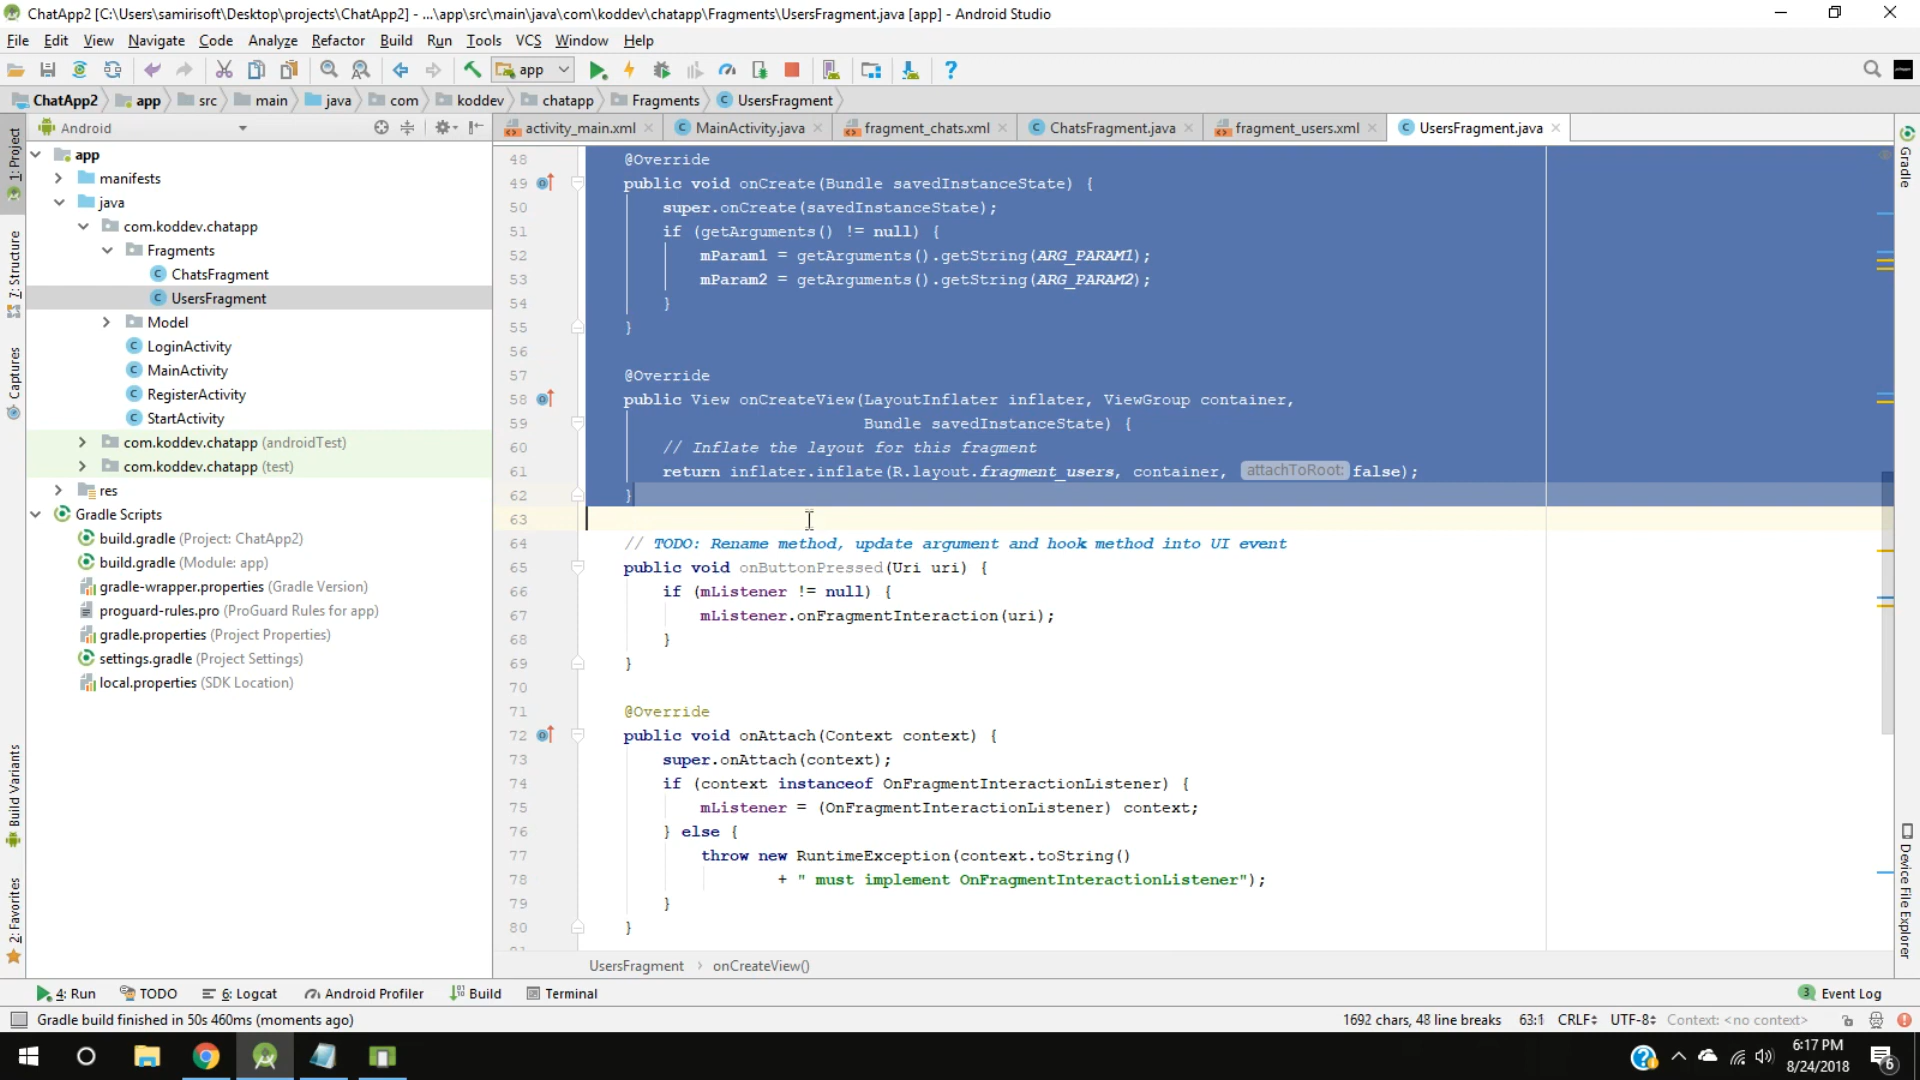 ChatApp2 [C:\Users\samirisoft\Desktop\projects\ChatApp2] - ...\app\src\main\java\com\koddev\chatapp\Fragments\UsersFragment.java [app] - Android Studio
File Edit View Navigate Code Analyze Refactor Build Run Tools VCS Window Help
app
ChatApp2 app src main java com koddev chatapp Fragments UsersFragment
Android
activity_main.xml MainActivity.java fragment_chats.xml ChatsFragment.java fragment_users.xml UsersFragment.java
1: Project
7: Structure
Captures
Build Variants
2: Favorites
app
manifests
java
com.koddev.chatapp
Fragments
ChatsFragment
UsersFragment
Model
LoginActivity
MainActivity
RegisterActivity
StartActivity
com.koddev.chatapp (androidTest)
com.koddev.chatapp (test)
res
Gradle Scripts
build.gradle (Project: ChatApp2)
build.gradle (Module: app)
gradle-wrapper.properties (Gradle Version)
proguard-rules.pro (ProGuard Rules for app)
gradle.properties (Project Properties)
settings.gradle (Project Settings)
local.properties (SDK Location)
48 @Override
49 public void onCreate(Bundle savedInstanceState) {
50 super.onCreate(savedInstanceState);
51 if (getArguments() != null) {
52 mParam1 = getArguments().getString(ARG_PARAM1);
53 mParam2 = getArguments().getString(ARG_PARAM2);
54 }
55 }
56
57 @Override
58 public View onCreateView(LayoutInflater inflater, ViewGroup container,
59 Bundle savedInstanceState) {
60 // Inflate the layout for this fragment
61 return inflater.inflate(R.layout.fragment_users, container, attachToRoot: false);
62 }
63
64 // TODO: Rename method, update argument and hook method into UI event
65 public void onButtonPressed(Uri uri) {
66 if (mListener != null) {
67 mListener.onFragmentInteraction(uri);
68 }
69 }
70
71 @Override
72 public void onAttach(Context context) {
73 super.onAttach(context);
74 if (context instanceof OnFragmentInteractionListener) {
75 mListener = (OnFragmentInteractionListener) context;
76 } else {
77 throw new RuntimeException(context.toString()
78 + " must implement OnFragmentInteractionListener");
79 }
80 }
UsersFragment › onCreateView()
Gradle
Device File Explorer
4: Run TODO 6: Logcat Android Profiler Build Terminal 3 Event Log
Gradle build finished in 50s 460ms (moments ago) 1692 chars, 48 line breaks 63:1 CRLF UTF-8 Context: <no context>
6:17 PM
8/24/2018
6